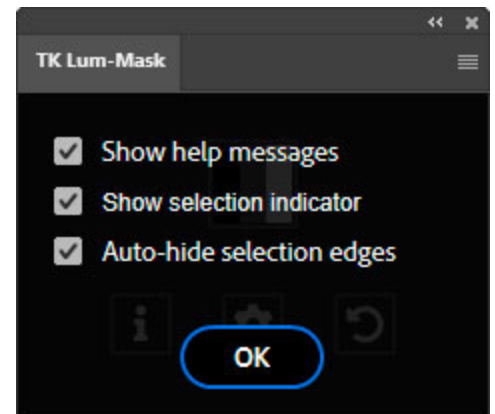 TK Lum-Mask
Show help messages
Show selection indicator
Auto-hide selection edges
OK